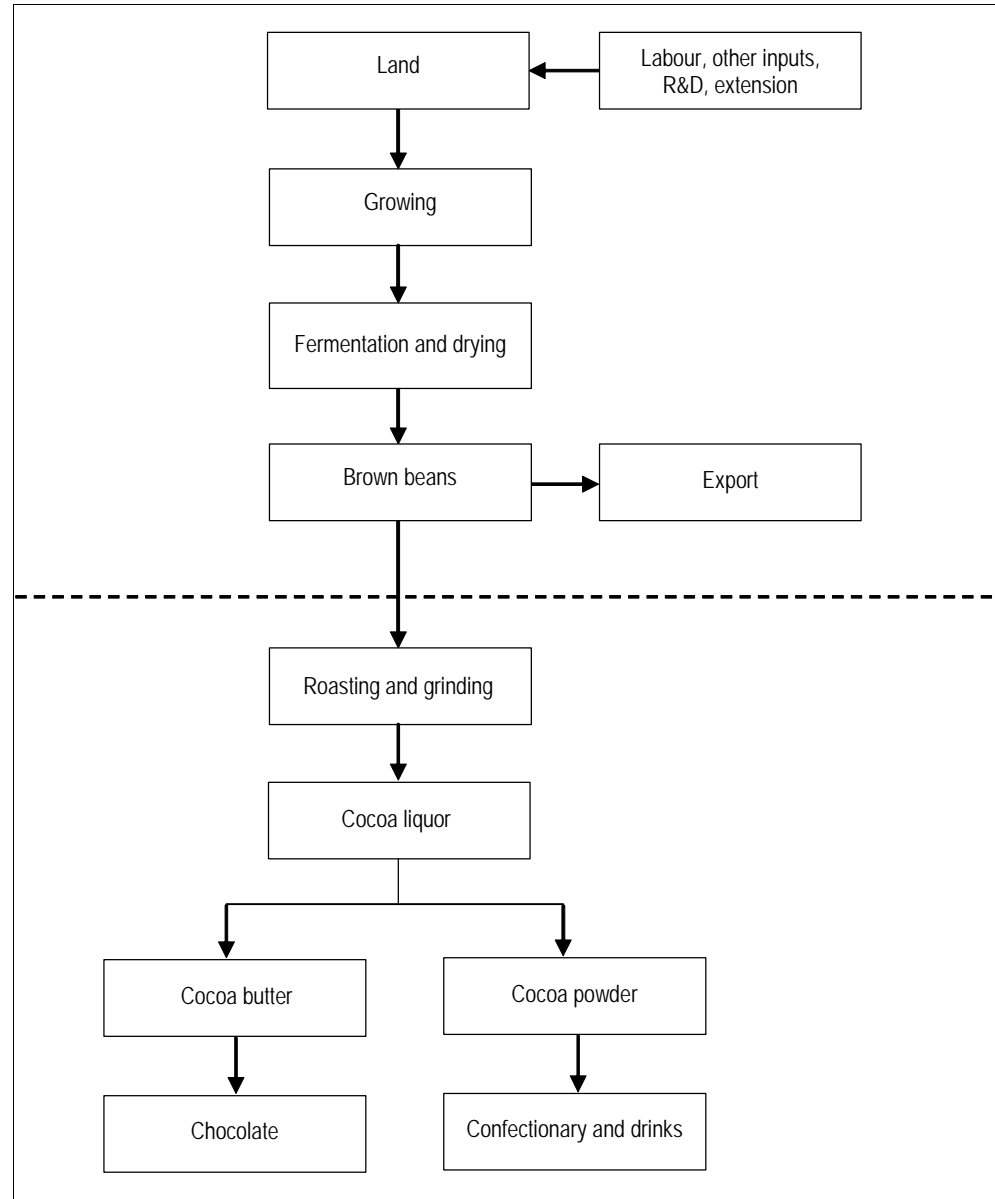 Land
Labour, other inputs,
R&D, extension
Growing
Fermentation and drying
Brown beans
Export
Roasting and grinding
Cocoa liquor
Cocoa butter
Cocoa powder
Chocolate
Confectionary and drinks